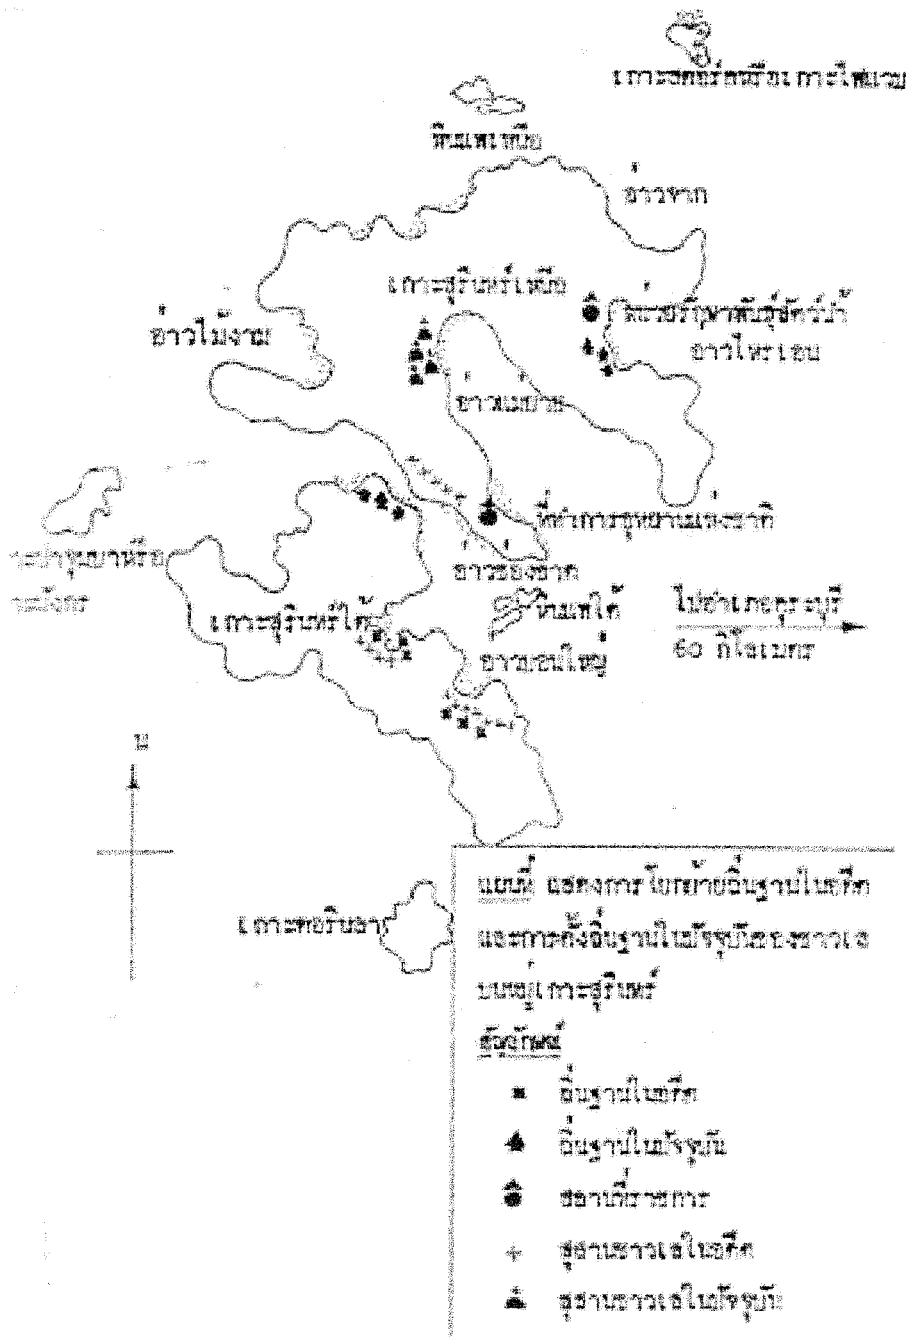 เกาะสตอร์คหรือเกาะไฟแวบ
หินแพเหนือ
อ่าวจาก
เกาะสุรินทร์เหนือ
หน่วยรักษาพันธุ์สัตว์น้ำ
อ่าวไม้งาม
อ่าวไทรเอน
อ่าวแม่ยาย
ที่ทำการอุทยานแห่งชาติ
อ่าวช่องขาด
เกาะสุรินทร์ใต้
หินแพใต้
ไปอำเภอคุระบุรี
60 กิโลเมตร
อ่าวบอนใหญ่
น
เกาะตอรินลา
แผนที่ แสดงการโยกย้ายถิ่นฐานในอดีต
และการตั้งถิ่นฐานในปัจจุบันของชาวเล
บนหมู่เกาะสุรินทร์
สัญลักษณ์
ถิ่นฐานในอดีต
ถิ่นฐานในปัจจุบัน
สถานที่ราชการ
สุสานชาวเลในอดีต
สุสานชาวเลในปัจจุบัน